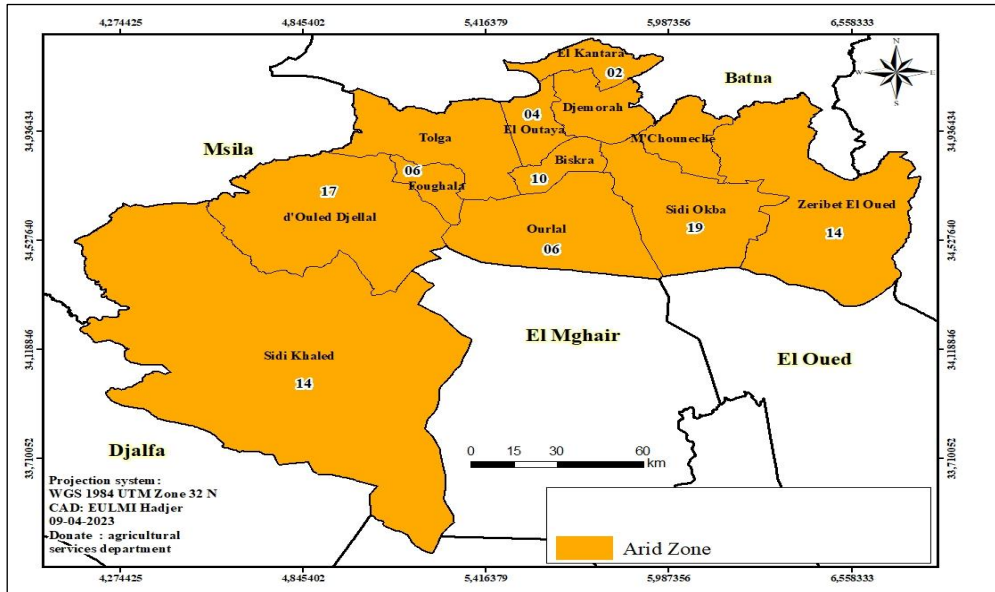 4,274425 4,845402 5,416379 5,987356 6,558333
N
W E
S
El Kantara
02
Batna
34,936434
34,936434
04
Djemorah
Tolga
El Outaya
M'Chouneche
Msila
Biskra
06
10
Foughala
17
d'Ouled Djellal
Zeribet El Oued
Sidi Okba
14
19
Ourlal
06
34,527640
34,527640
El Mghair
El Oued
34,118846
34,118846
Sidi Khaled
14
Djalfa
0 15 30 60
km
33,710052
33,710052
Projection system :
WGS 1984 UTM Zone 32 N
CAD: EULMI Hadjer
09-04-2023
Donate : agricultural
services department
Arid Zone
4,274425 4,845402 5,416379 5,987356 6,558333